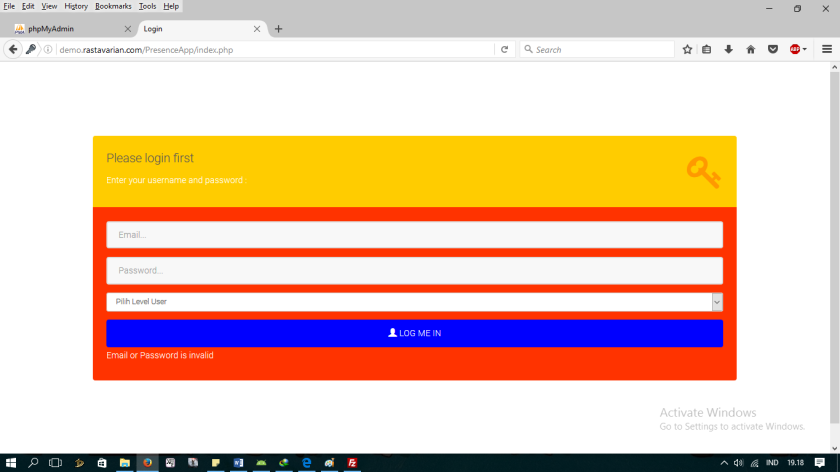 File Edit View History Bookmarks Tools Help
phpMyAdmin
Login
demo.rastavarian.com/PresenceApp/index.php
Search
ABP
Please login first
Enter your username and password :
Email...
Password...
Pilih Level User
LOG ME IN
Email or Password is invalid
Activate Windows
Go to Settings to activate Windows.
IND 19.18